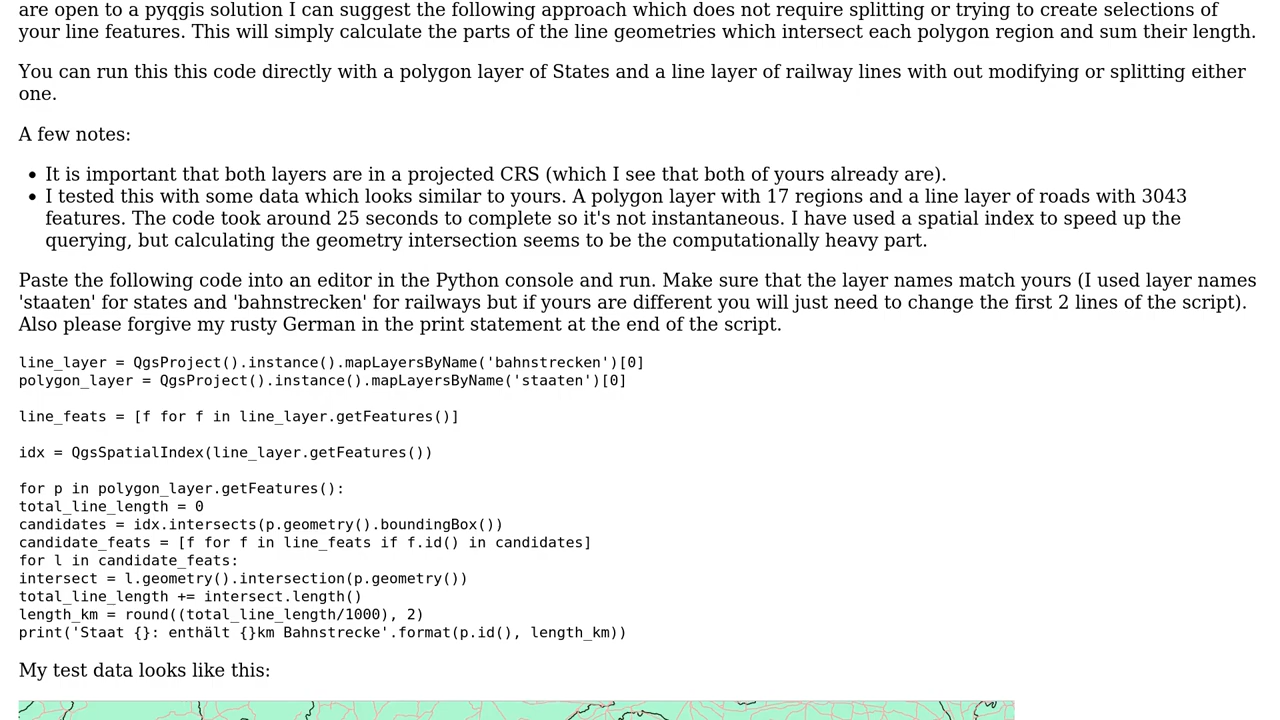 are open to a pyqgis solution I can suggest the following approach which does not require splitting or trying to create selections of
your line features. This will simply calculate the parts of the line geometries which intersect each polygon region and sum their length.
You can run this this code directly with a polygon layer of States and a line layer of railway lines with out modifying or splitting either
one.
A few notes:
• It is important that both layers are in a projected CRS (which I see that both of yours already are).
• I tested this with some data which looks similar to yours. A polygon layer with 17 regions and a line layer of roads with 3043
features. The code took around 25 seconds to complete so it's not instantaneous. I have used a spatial index to speed up the
querying, but calculating the geometry intersection seems to be the computationally heavy part.
Paste the following code into an editor in the Python console and run. Make sure that the layer names match yours (I used layer names
'staaten' for states and 'bahnstrecken' for railways but if yours are different you will just need to change the first 2 lines of the script).
Also please forgive my rusty German in the print statement at the end of the script.
line_layer = QgsProject().instance().mapLayersByName('bahnstrecken')[0]
polygon_layer = QgsProject().instance().mapLayersByName('staaten')[0]
line_feats = [f for f in line_layer.getFeatures()]
idx = QgsSpatialIndex(line_layer.getFeatures())
for p in polygon_layer.getFeatures():
total_line_length = 0
candidates = idx.intersects(p.geometry().boundingBox())
candidate_feats = [f for f in line_feats if f.id() in candidates]
for l in candidate_feats:
intersect = l.geometry().intersection(p.geometry())
total_line_length += intersect.length()
length_km = round((total_line_length/1000), 2)
print('Staat {}: enthält {}km Bahnstrecke'.format(p.id(), length_km))
My test data looks like this: